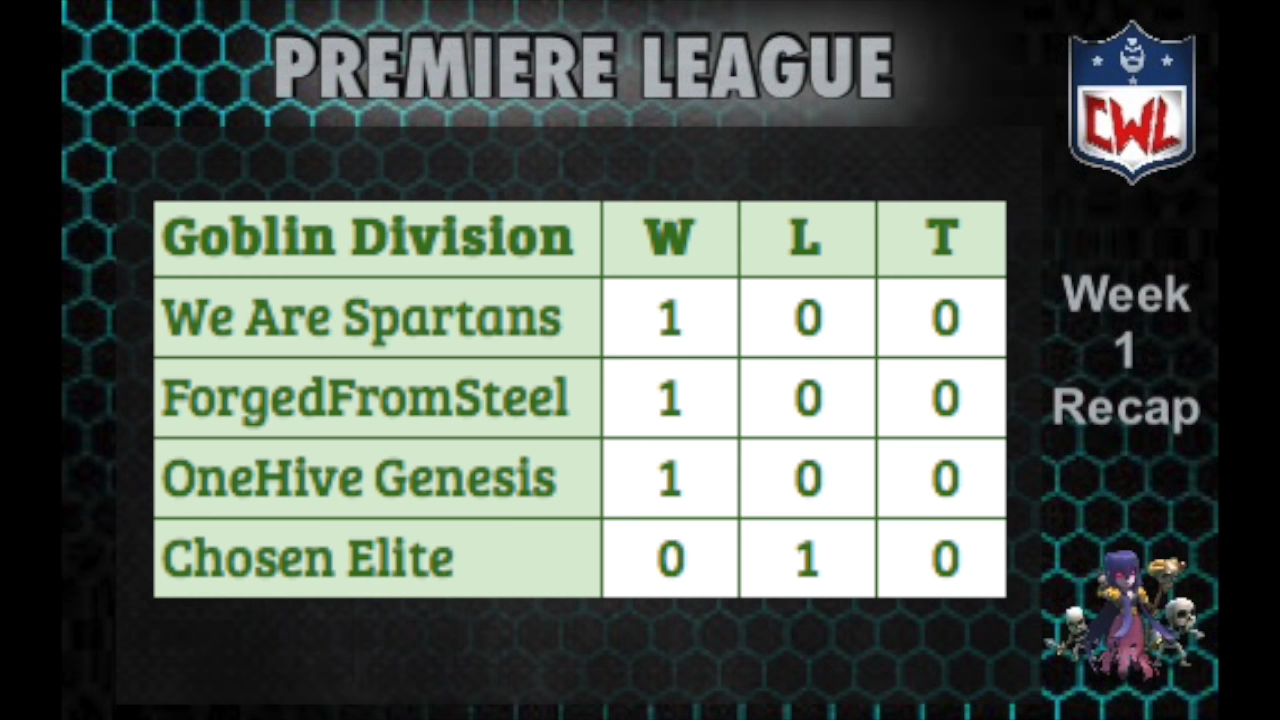 PREMIERE LEAGUE
CWL
Goblin Division W L T
We Are Spartans 1 0 0
ForgedFromSteel 1 0 0
OneHive Genesis 1 0 0
Chosen Elite 0 1 0
Week
1
Recap